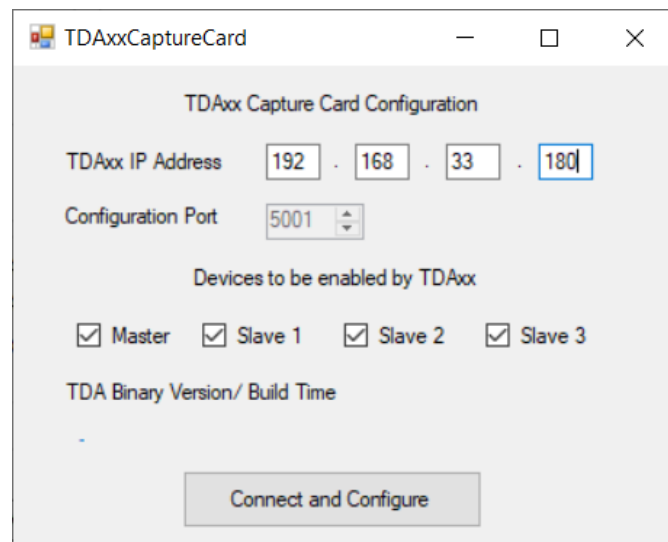 TDAxxCaptureCard
TDAxx Capture Card Configuration
TDAxx IP Address 192 . 168 . 33 . 180
Configuration Port 5001
Devices to be enabled by TDAxx
Master Slave 1 Slave 2 Slave 3
TDA Binary Version/ Build Time
-
Connect and Configure